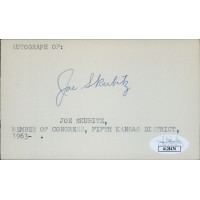 AUTOGRAPH OF:
Joe Skubitz
JOE SKUBITZ,
MEMBER OF CONGRESS, FIFTH KANSAS DISTRICT,
1963- .